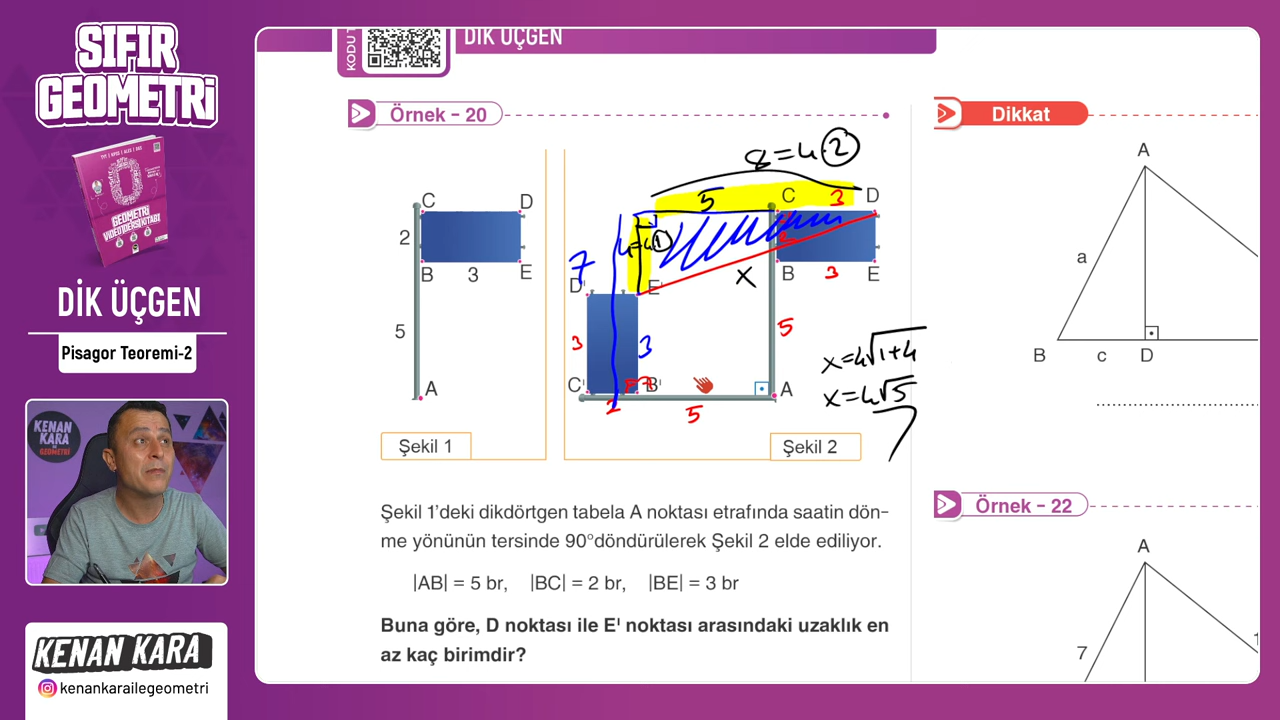 SIFIR
GEOMETRİ
GEOMETRİ
VİDEO DERS KİTABI
DİK ÜÇGEN
Pisagor Teoremi-2
KENAN
KARA
GEOMETRİ
KENAN KARA
kenankarailegeometri
DİK ÜÇGEN
Örnek – 20
C D
2
B 3 E
5
A
Şekil 1
8=4②
5 C 3 D
4=4①
7
D' E' x B 3 E
3 3 5
C' F7 B' A
2 5
Şekil 2
x=4√1+4
x=4√5
Şekil 1'deki dikdörtgen tabela A noktası etrafında saatin dön-
me yönünün tersinde 90°döndürülerek Şekil 2 elde ediliyor.
|AB| = 5 br, |BC| = 2 br, |BE| = 3 br
Buna göre, D noktası ile Eᴵ noktası arasındaki uzaklık en
az kaç birimdir?
Dikkat
A
a
B c D
Örnek – 22
A
7